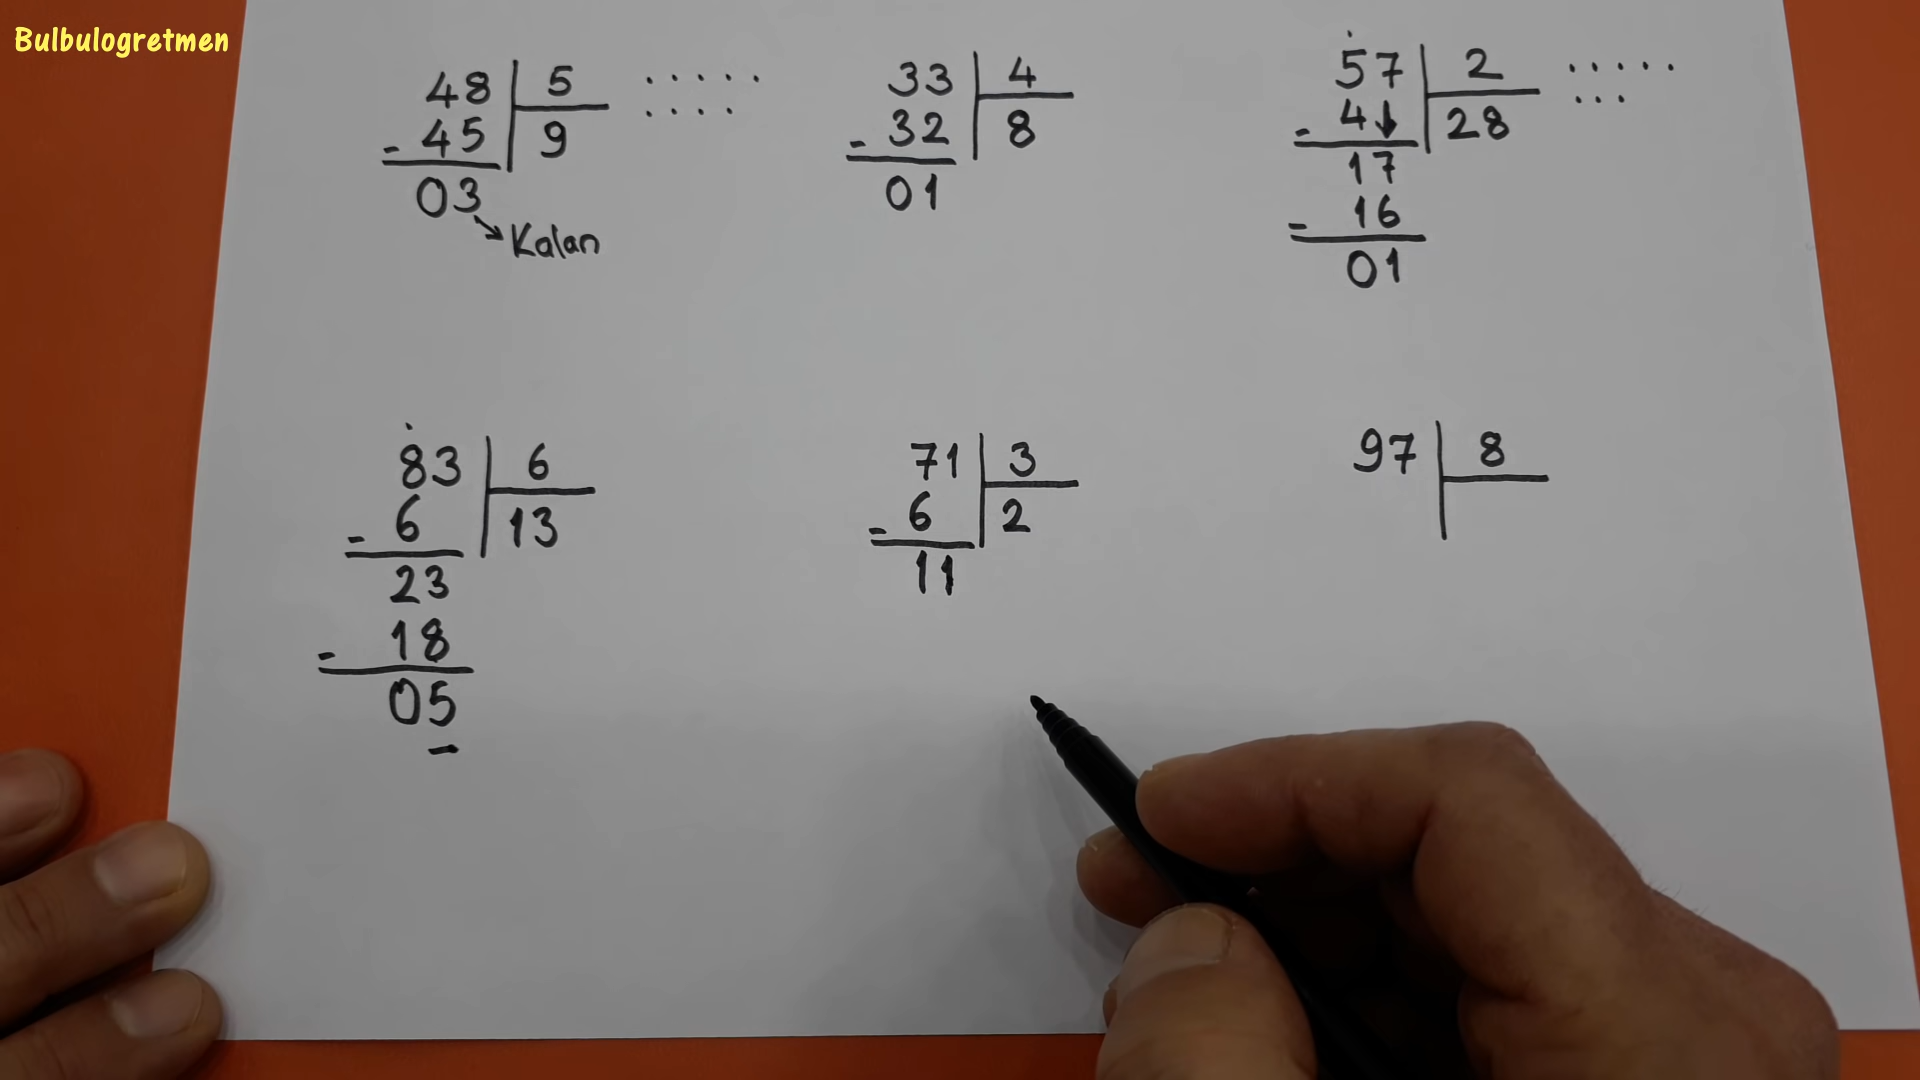 Bulbulogretmen
48 5
- 45 9
03
Kalan
33 4
- 32 8
01
57 2
- 4↓ 28
17
- 16
01
83 6
- 6 13
23
- 18
05
71 3
- 6 2
11
97 8